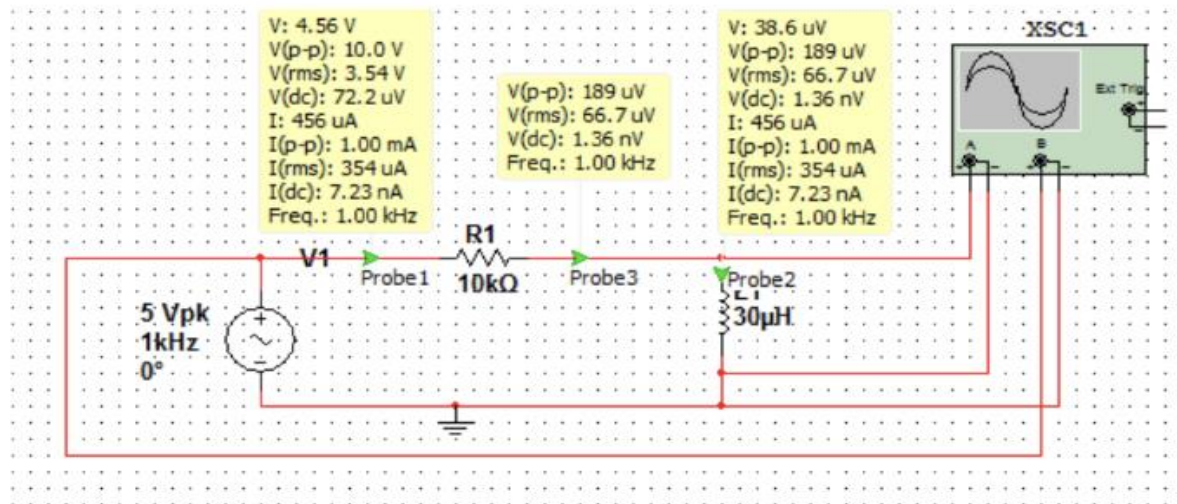 V: 4.56 V
V(p-p): 10.0 V
V(rms): 3.54 V
V(dc): 72.2 uV
I: 456 uA
I(p-p): 1.00 mA
I(rms): 354 uA
I(dc): 7.23 nA
Freq.: 1.00 kHz
V(p-p): 189 uV
V(rms): 66.7 uV
V(dc): 1.36 nV
Freq.: 1.00 kHz
V: 38.6 uV
V(p-p): 189 uV
V(rms): 66.7 uV
V(dc): 1.36 nV
I: 456 uA
I(p-p): 1.00 mA
I(rms): 354 uA
I(dc): 7.23 nA
Freq.: 1.00 kHz
XSC1
Ext Trig
A
B
V1
Probe1
R1
10kΩ
Probe3
Probe2
30µH
5 Vpk
1kHz
0°